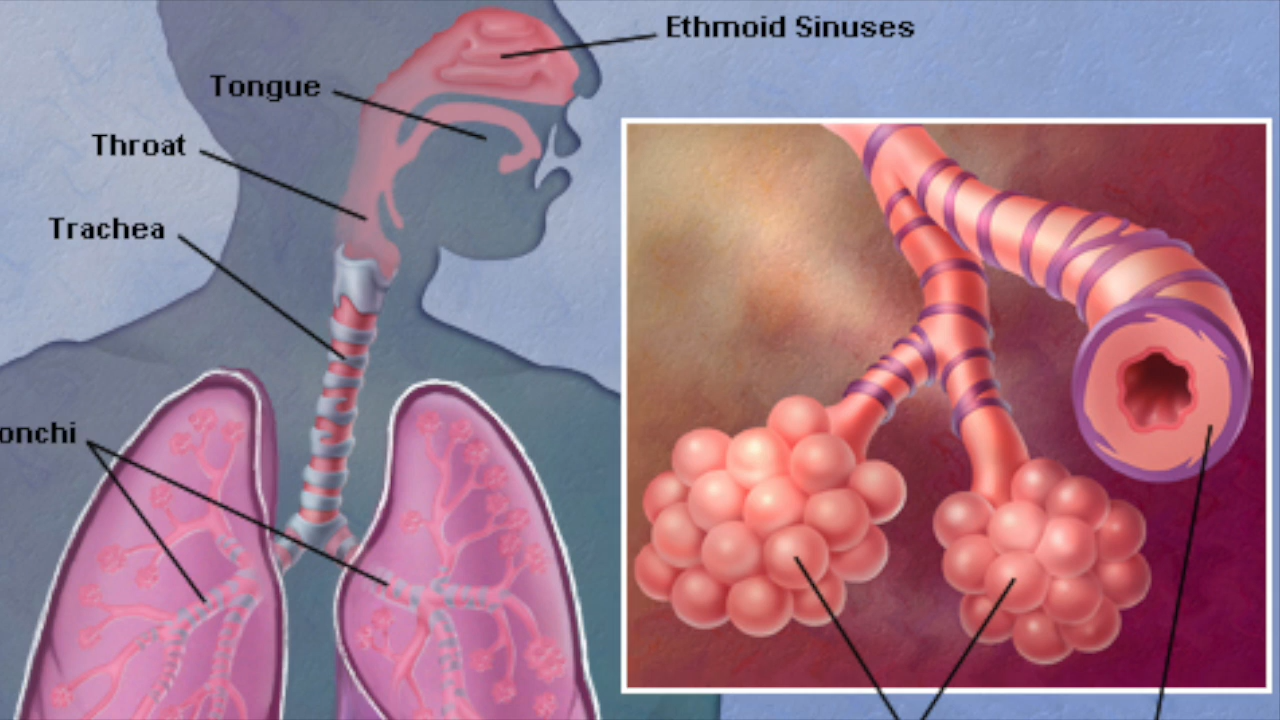 Ethmoid Sinuses
Tongue
Throat
Trachea
onchi